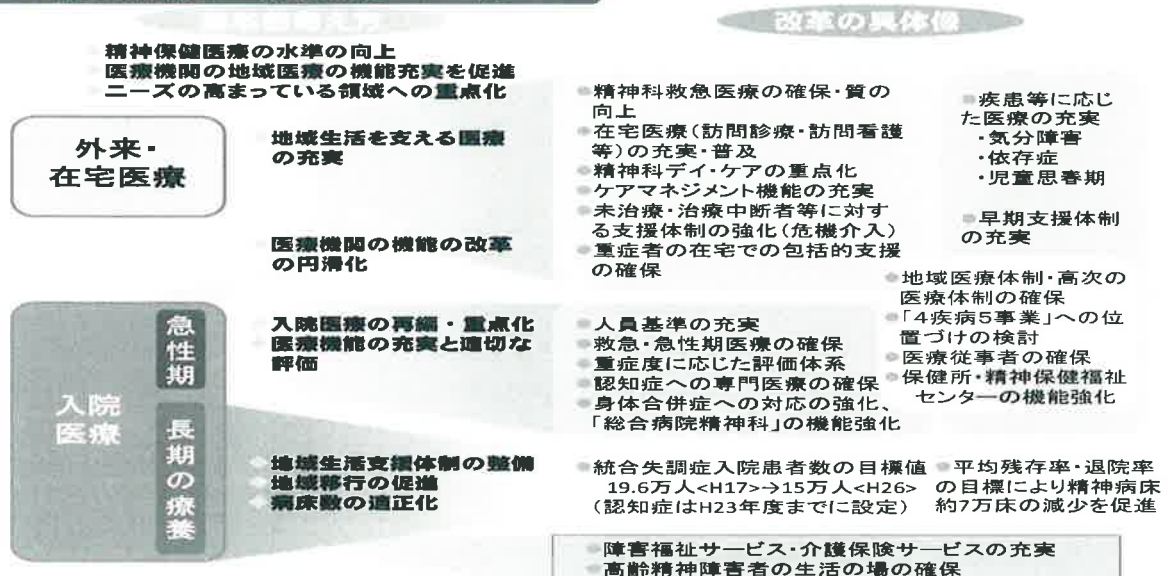 改革の具体像
精神保健医療の水準の向上
医療機関の地域医療の機能充実を促進
ニーズの高まっている領域への重点化
外来・
在宅医療
地域生活を支える医療
の充実
医療機関の機能の改革
の円滑化
精神科救急医療の確保・質の
向上
在宅医療(訪問診療・訪問看護
等)の充実・普及
精神科デイ・ケアの重点化
ケアマネジメント機能の充実
未治療・治療中断者等に対す
る支援体制の強化(危機介入)
重症者の在宅での包括的支援
の確保
疾患等に応じ
た医療の充実
・気分障害
・依存症
・児童思春期
早期支援体制
の充実
入院
医療
急性期
長期の療養
入院医療の再編・重点化
医療機能の充実と適切な
評価
人員基準の充実
救急・急性期医療の確保
重症度に応じた評価体系
認知症への専門医療の確保
身体合併症への対応の強化、
「総合病院精神科」の機能強化
地域医療体制・高次の
医療体制の確保
「4疾病5事業」への位
置づけの検討
医療従事者の確保
保健所・精神保健福祉
センターの機能強化
地域生活支援体制の整備
地域移行の促進
病床数の適正化
統合失調症入院患者数の目標値
19.6万人<H17>→15万人<H26>
(認知症はH23年度までに設定)
平均残存率・退院率
の目標により精神病床
約7万床の減少を促進
障害福祉サービス・介護保険サービスの充実
高齢精神障害者の生活の場の確保